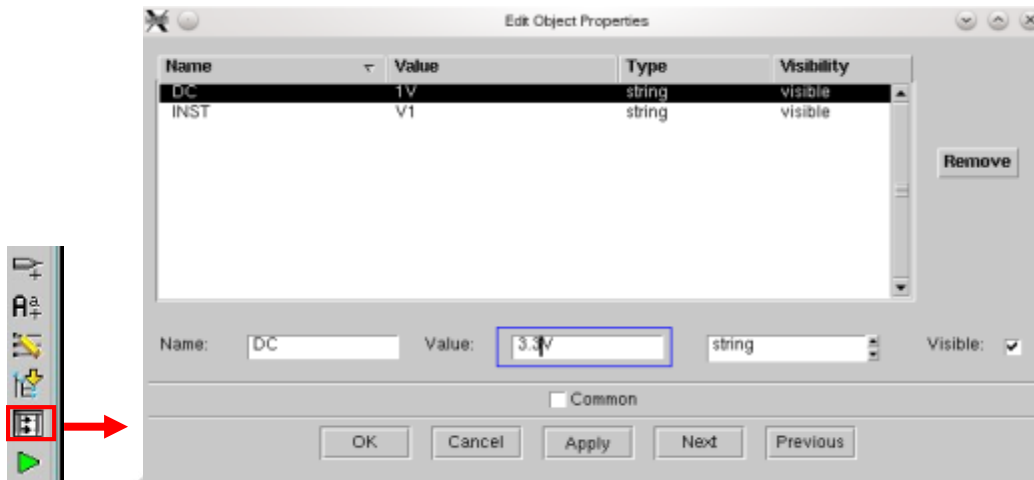 Edit Object Properties
Name Value Type Visibility
DC 1V string visible
INST V1 string visible
Remove
Name: DC Value: 3.3V string Visible:
Common
OK Cancel Apply Next Previous